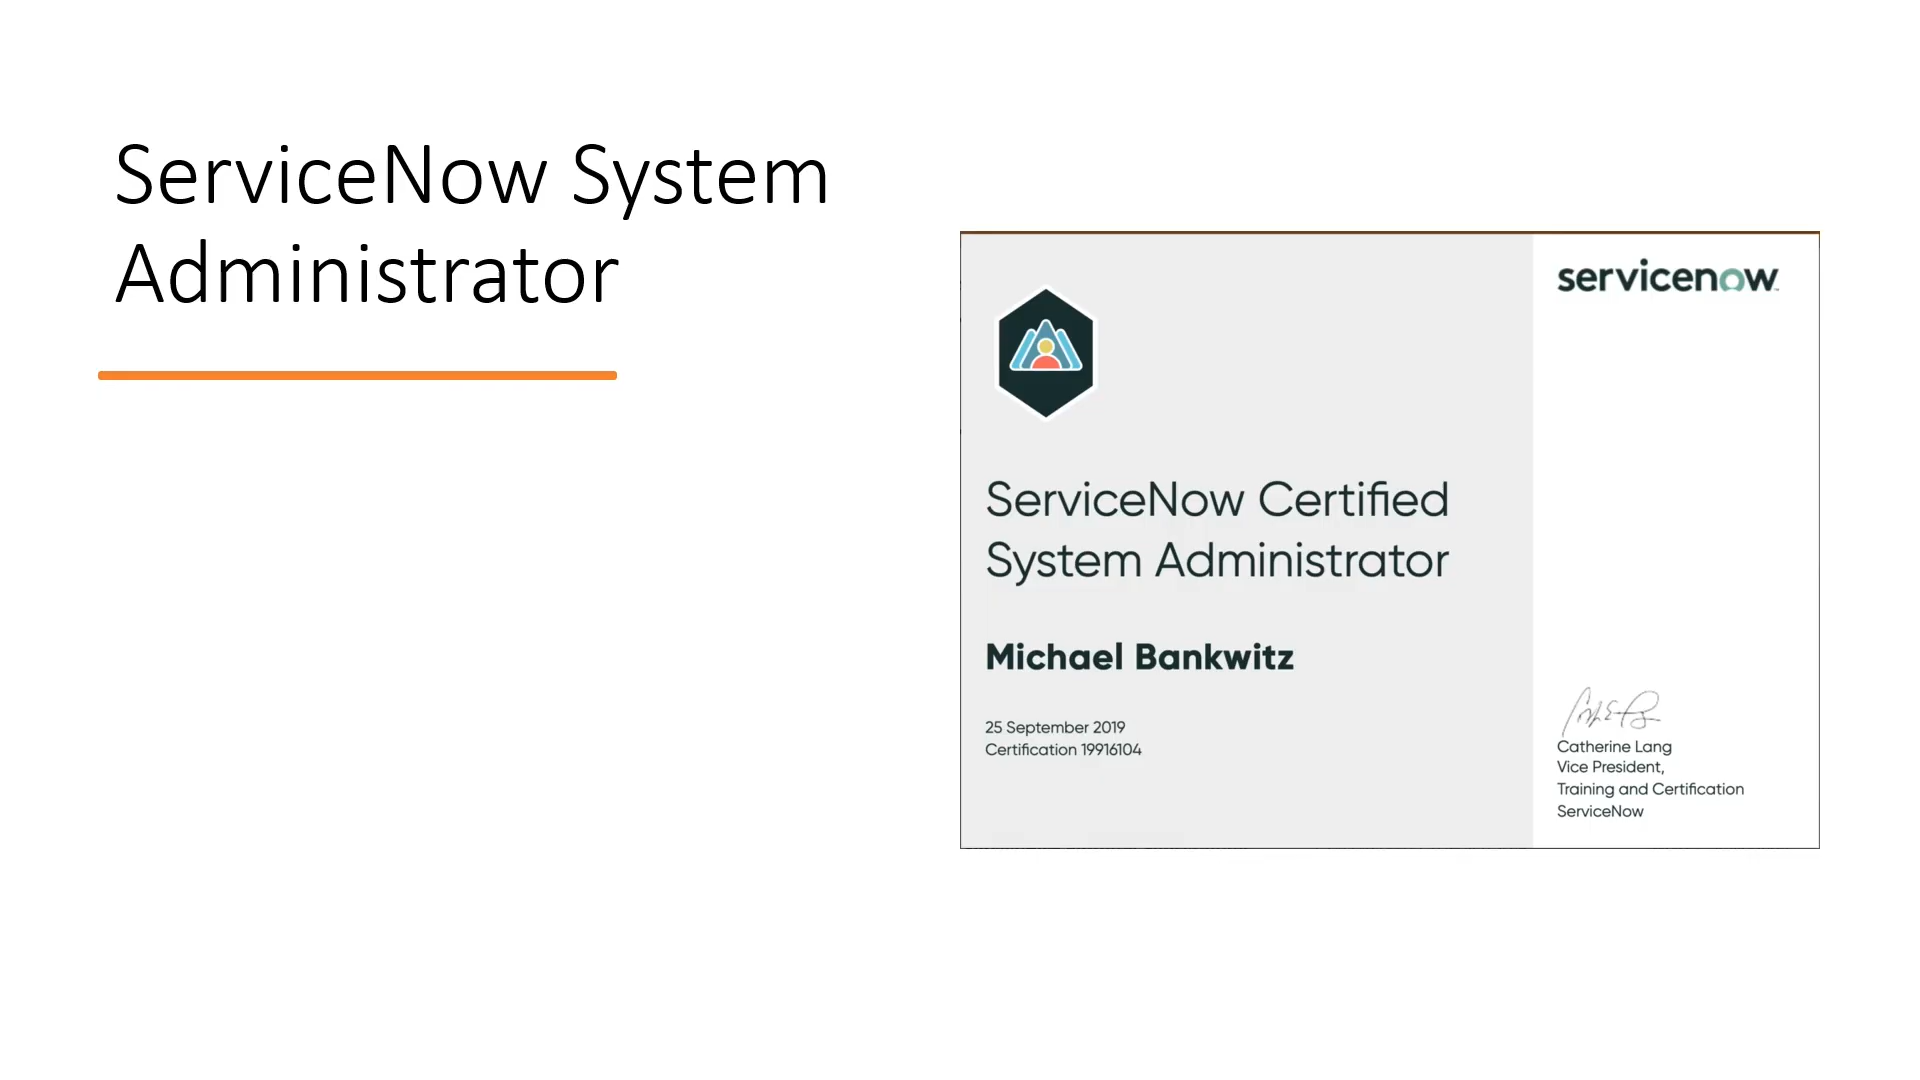 ServiceNow System
Administrator
servicenow
ServiceNow Certified
System Administrator
Michael Bankwitz
25 September 2019
Certification 19916104
Catherine Lang
Vice President,
Training and Certification
ServiceNow